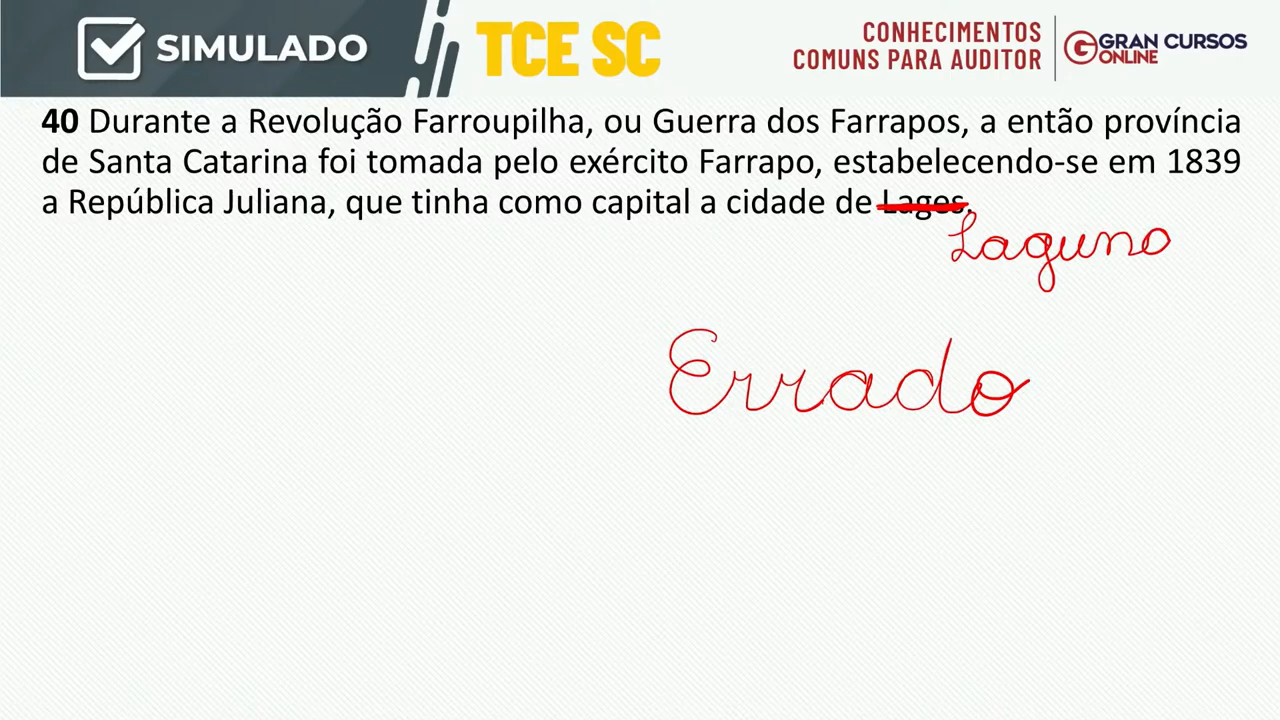 SIMULADO
TCE SC
CONHECIMENTOS
COMUNS PARA AUDITOR
GRAN CURSOS
ONLINE
40 Durante a Revolução Farroupilha, ou Guerra dos Farrapos, a então província
de Santa Catarina foi tomada pelo exército Farrapo, estabelecendo-se em 1839
a República Juliana, que tinha como capital a cidade de Lages.
Laguna
Errado